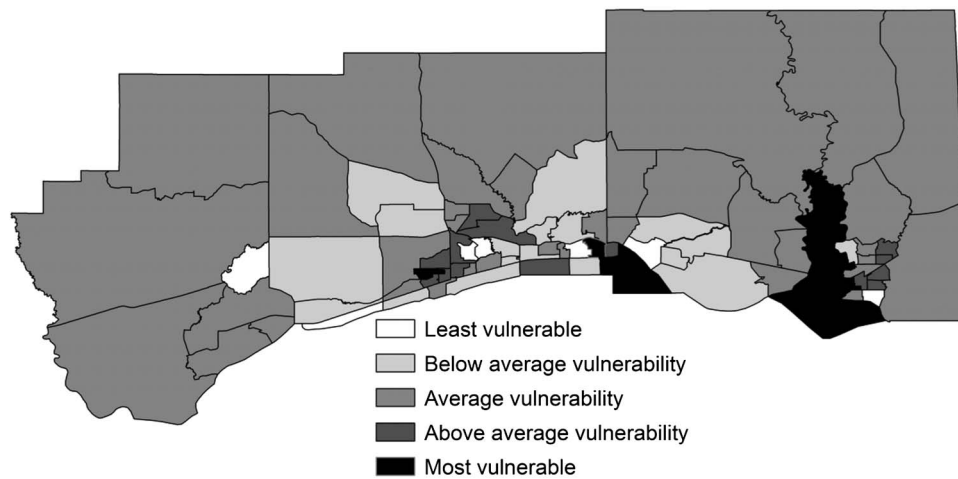 Least vulnerable
Below average vulnerability
Average vulnerability
Above average vulnerability
Most vulnerable